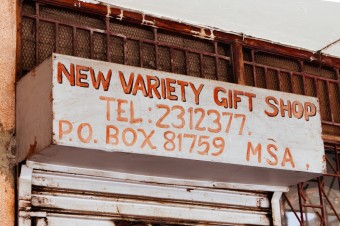 NEW VARIETY GIFT SHOP
TEL: 2312377.
P.O. BOX. 81759 MSA.